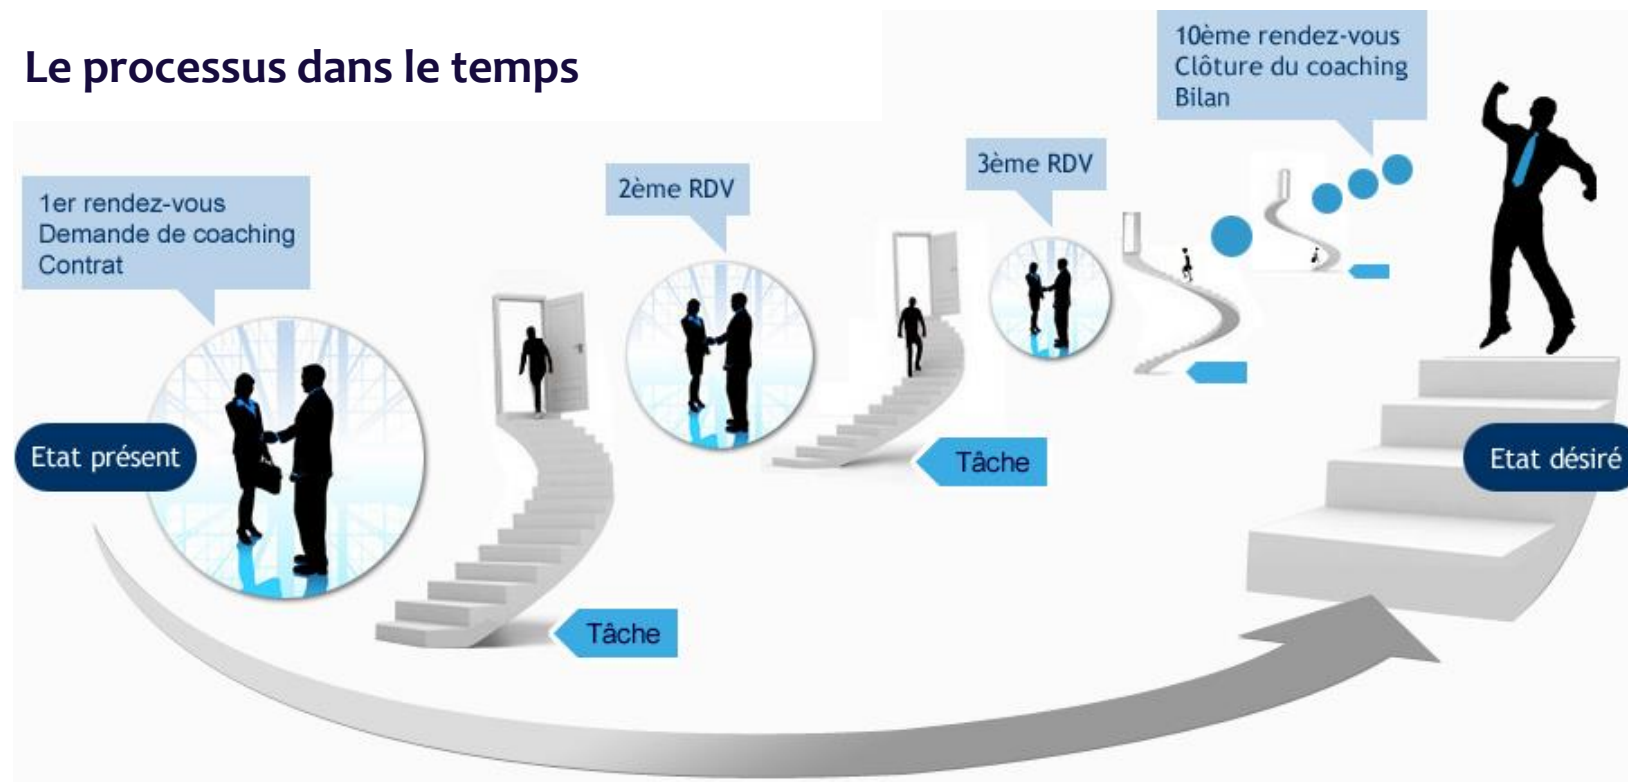 Le processus dans le temps
1er rendez-vous
Demande de coaching
Contrat
2ème RDV
3ème RDV
10ème rendez-vous
Clôture du coaching
Bilan
Etat présent
Tâche
Tâche
Etat désiré